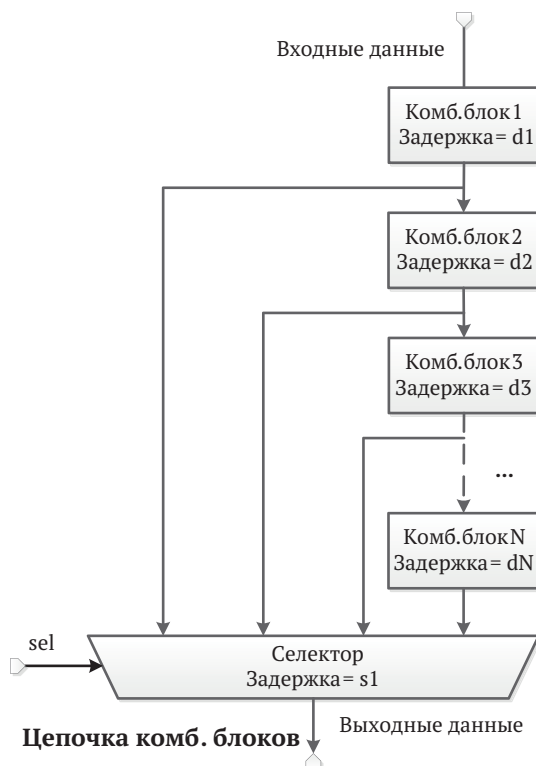 Входные данные
Комб.блок1
Задержка= d1
Комб.блок2
Задержка= d2
Комб.блок3
Задержка= d3
...
Комб.блокN
Задержка= dN
sel
Селектор
Задержка= s1
Выходные данные
Цепочка комб. блоков